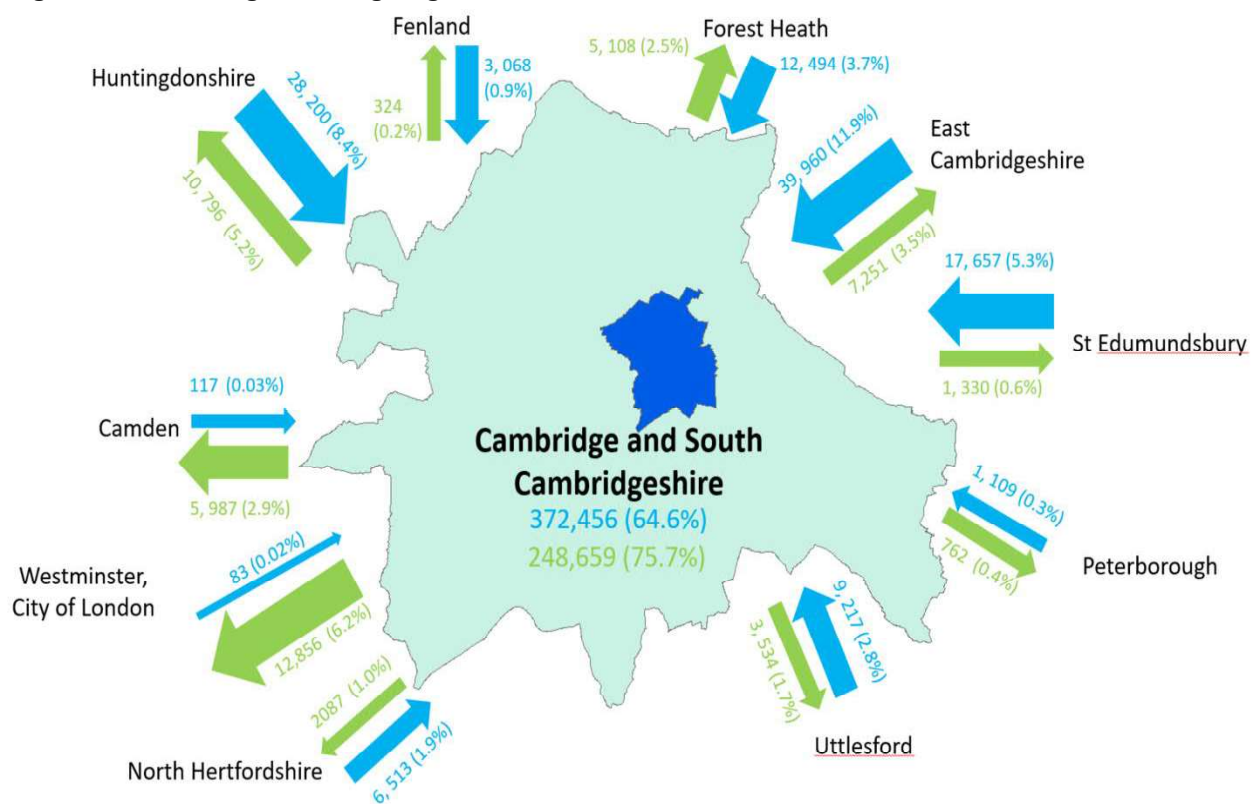 Fenland
Forest Heath
5, 108 (2.5%)
12, 494 (3.7%)
Huntingdonshire
28, 200 (8.4%)
10, 796 (5.2%)
324
(0.2%)
3, 068
(0.9%)
East
Cambridgeshire
39, 960 (11.9%)
7,251 (3.5%)
17, 657 (5.3%)
St Edumundsbury
1, 330 (0.6%)
117 (0.03%)
Camden
5, 987 (2.9%)
Cambridge and South
Cambridgeshire
372,456 (64.6%)
248,659 (75.7%)
1, 109 (0.3%)
762 (0.4%)
Peterborough
83 (0.02%)
Westminster,
City of London
12,856 (6.2%)
2087 (1.0%)
6, 513 (1.9%)
North Hertfordshire
9, 217 (2.8%)
3, 534 (1.7%)
Uttlesford